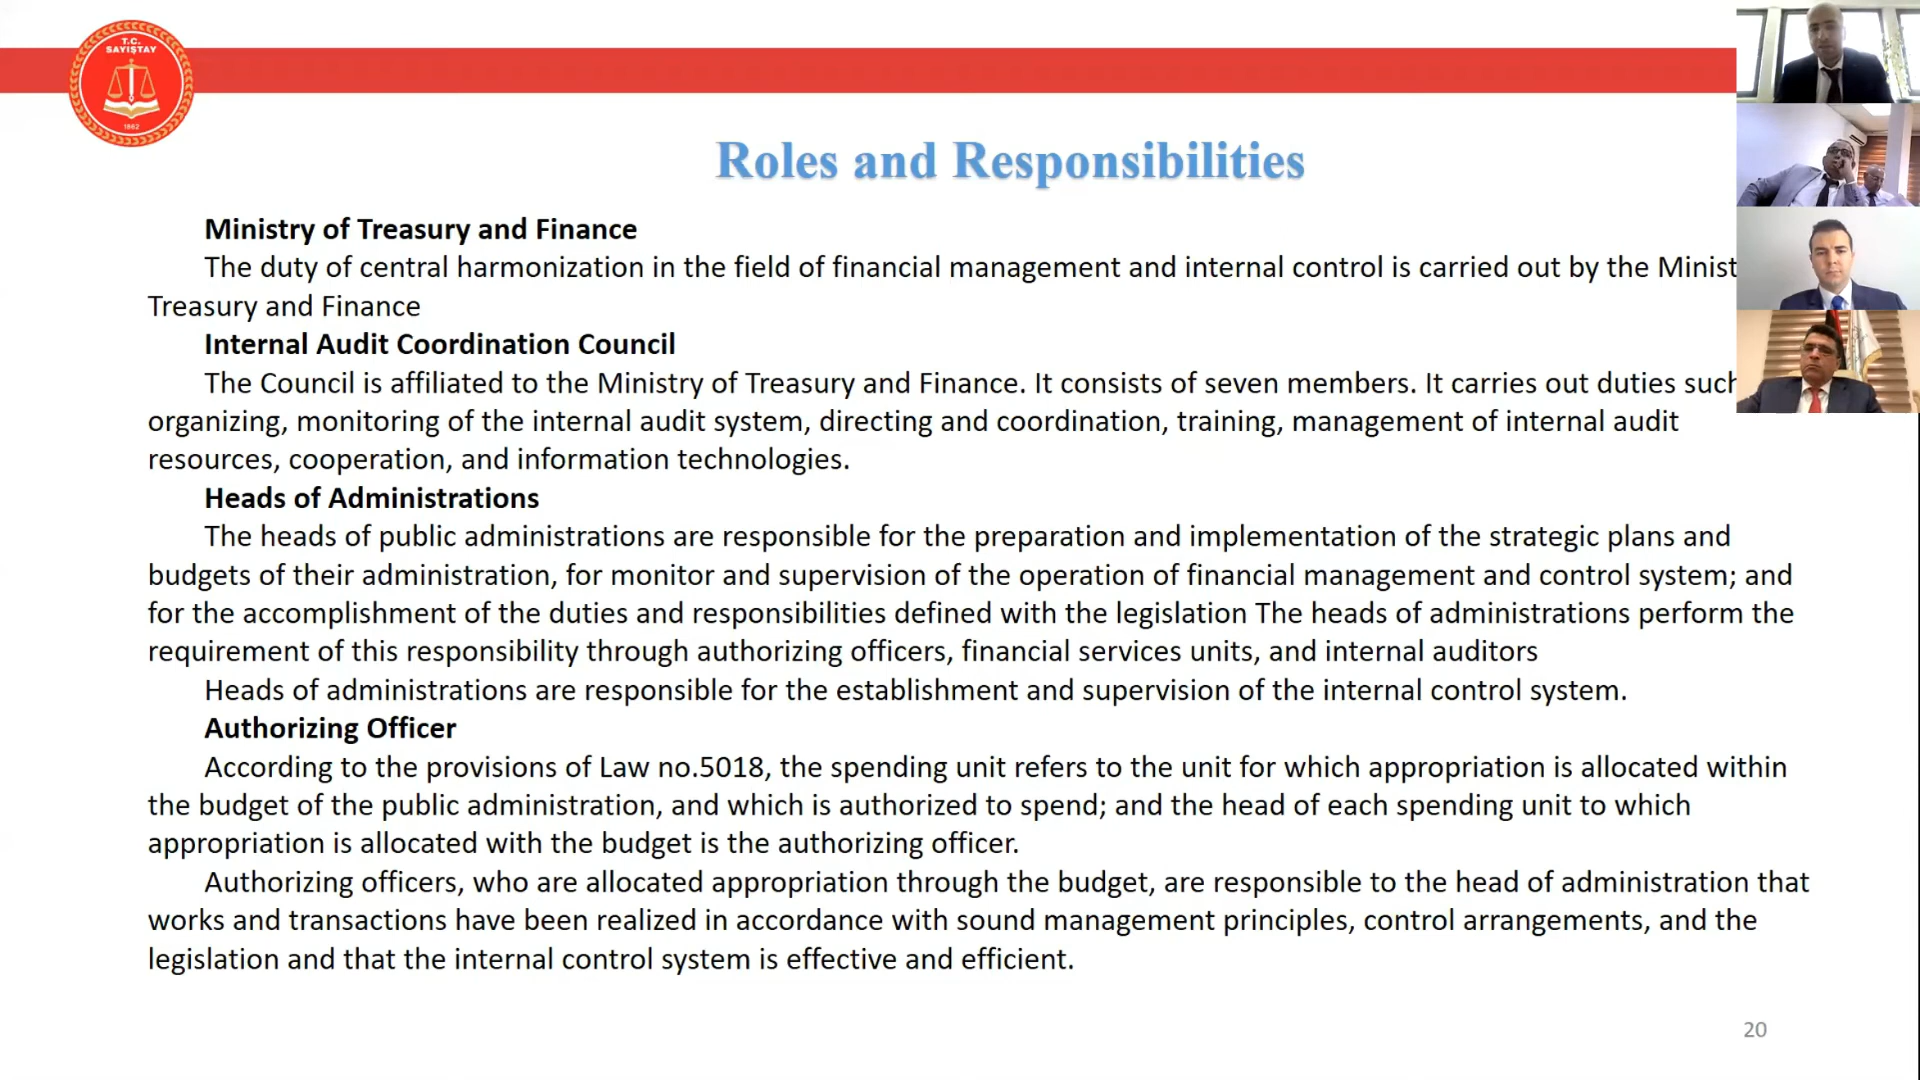 T.C.
SAYIŞTAY
1862
Roles and Responsibilities
Ministry of Treasury and Finance
The duty of central harmonization in the field of financial management and internal control is carried out by the
Treasury and Finance
Internal Audit Coordination Council
The Council is affiliated to the Ministry of Treasury and Finance. It consists of seven members. It carries out duties such
organizing, monitoring of the internal audit system, directing and coordination, training, management of internal audit
resources, cooperation, and information technologies.
Heads of Administrations
The heads of public administrations are responsible for the preparation and implementation of the strategic plans and
budgets of their administration, for monitor and supervision of the operation of financial management and control system; and
for the accomplishment of the duties and responsibilities defined with the legislation The heads of administrations perform the
requirement of this responsibility through authorizing officers, financial services units, and internal auditors
Heads of administrations are responsible for the establishment and supervision of the internal control system.
Authorizing Officer
According to the provisions of Law no.5018, the spending unit refers to the unit for which appropriation is allocated within
the budget of the public administration, and which is authorized to spend; and the head of each spending unit to which
appropriation is allocated with the budget is the authorizing officer.
Authorizing officers, who are allocated appropriation through the budget, are responsible to the head of administration that
works and transactions have been realized in accordance with sound management principles, control arrangements, and the
legislation and that the internal control system is effective and efficient.
20